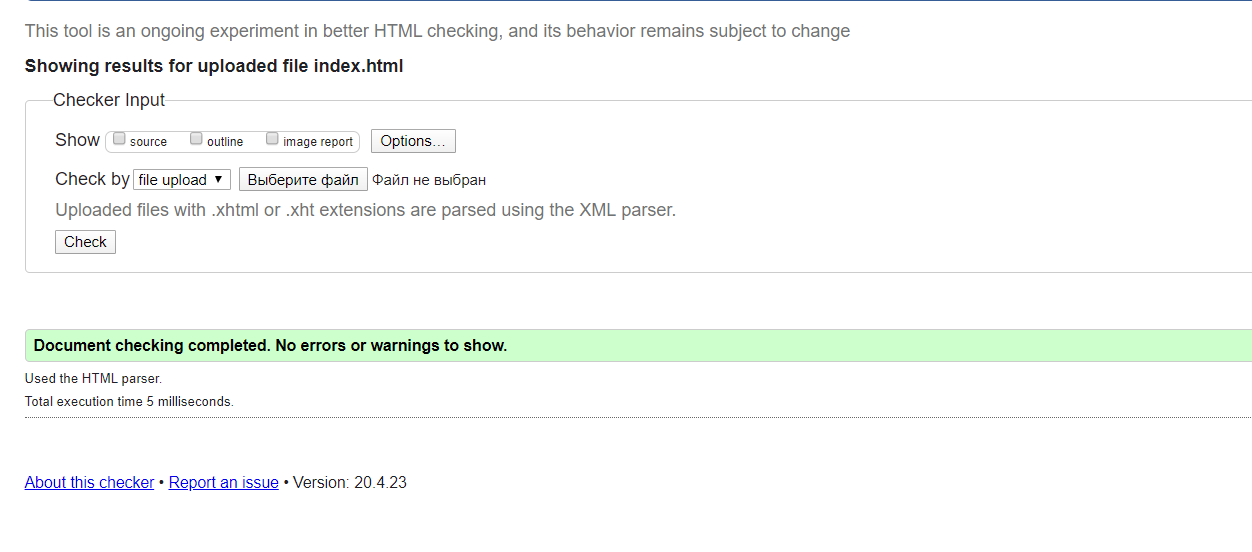 This tool is an ongoing experiment in better HTML checking, and its behavior remains subject to change
Showing results for uploaded file index.html
Checker Input
Show source outline image report Options...
Check by file upload Выберите файл Файл не выбран
Uploaded files with .xhtml or .xht extensions are parsed using the XML parser.
Check
Document checking completed. No errors or warnings to show.
Used the HTML parser.
Total execution time 5 milliseconds.
About this checker • Report an issue • Version: 20.4.23